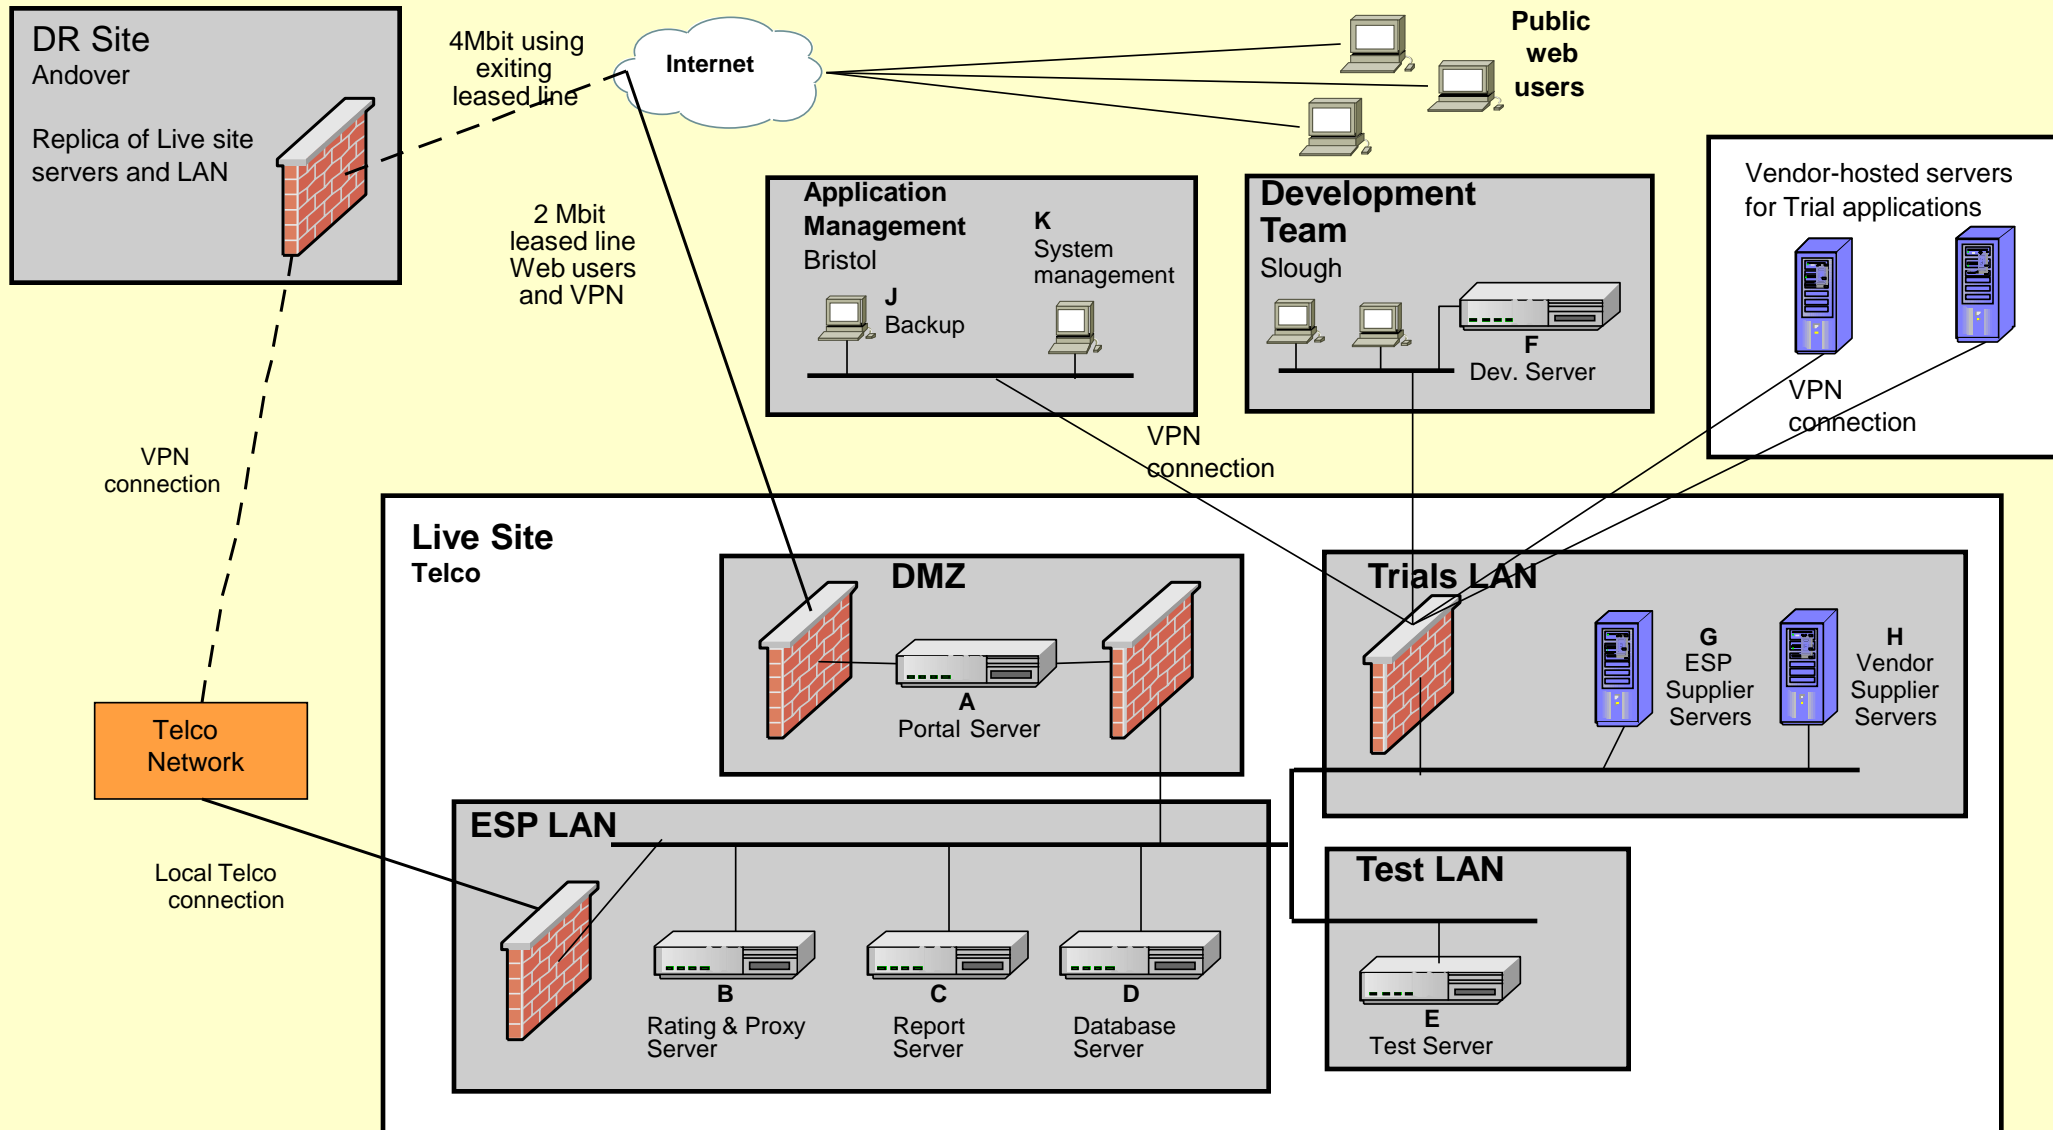 DR Site
Andover
Replica of Live site
servers and LAN
4Mbit using
exiting
leased line
Internet
Public
web
users
2 Mbit
leased line
Web users
and VPN
Application
Management
Bristol
J
Backup
K
System
management
Development
Team
Slough
F
Dev. Server
Vendor-hosted servers
for Trial applications
VPN
connection
VPN
connection
VPN
connection
Live Site
Telco
DMZ
A
Portal Server
Trials LAN
G
ESP
Supplier
Servers
H
Vendor
Supplier
Servers
Telco
Network
Local Telco
connection
ESP LAN
B
Rating & Proxy
Server
C
Report
Server
D
Database
Server
Test LAN
E
Test Server